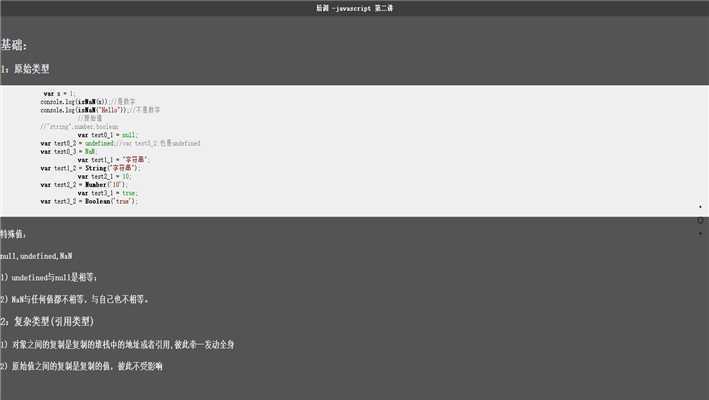 培训 -javascript 第二讲
基础：
1：原始类型
var s = 1;
console.log(isNaN(s));//是数字
console.log(isNaN("Hello"));//不是数字
//原始值
//"string",number,boolean
var test0_1 = null;
var test0_2 = undefined;//var test0_2;也是undefined
var test0_3 = NaN;
var test1_1 = "字符串";
var test1_2 = String("字符串");
var test2_1 = 10;
var test2_2 = Number("10");
var test3_1 = true;
var test3_2 = Boolean("true");
特殊值：
null,undefined,NaN
1）undefined与null是相等；
2）NaN与任何值都不相等，与自己也不相等。
2：复杂类型(引用类型)
1）对象之间的复制是复制的堆栈中的地址或者引用,彼此牵一发动全身
2）原始值之间的复制是复制的值，彼此不受影响